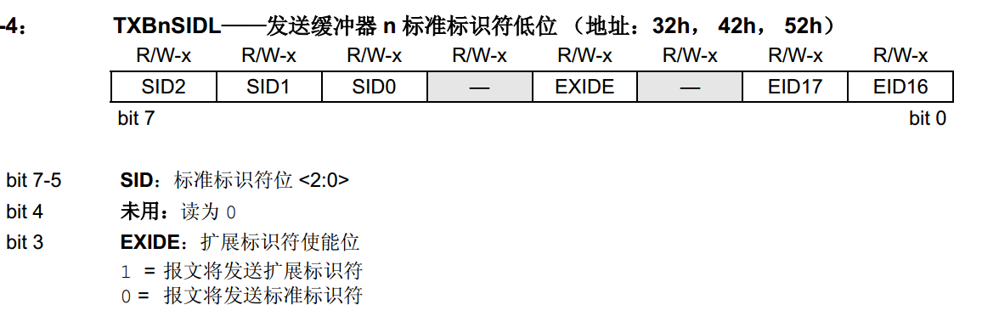 -4： TXBnSIDL——发送缓冲器 n 标准标识符低位 （地址：32h， 42h， 52h）
R/W-x R/W-x R/W-x R/W-x R/W-x R/W-x R/W-x R/W-x
SID2 SID1 SID0 — EXIDE — EID17 EID16
bit 7 bit 0
bit 7-5 SID：标准标识符位 <2:0>
bit 4 未用：读为 0
bit 3 EXIDE：扩展标识符使能位
1 = 报文将发送扩展标识符
0 = 报文将发送标准标识符